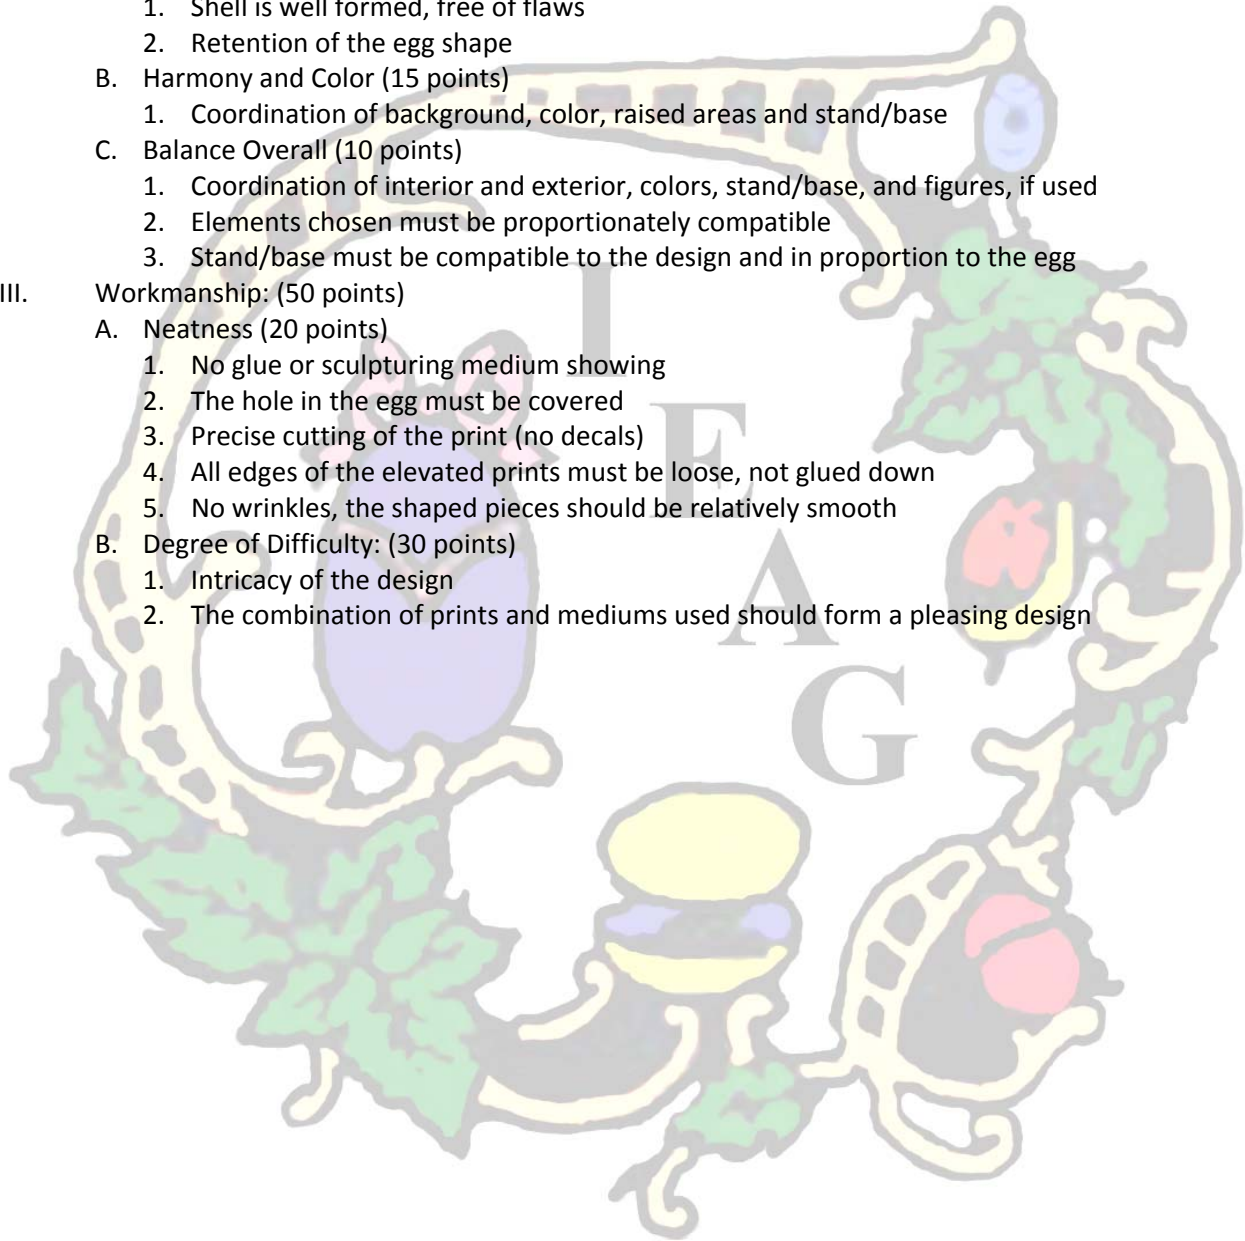 1. Shell is well formed, free of flaws
2. Retention of the egg shape
B. Harmony and Color (15 points)
1. Coordination of background, color, raised areas and stand/base
C. Balance Overall (10 points)
1. Coordination of interior and exterior, colors, stand/base, and figures, if used
2. Elements chosen must be proportionately compatible
3. Stand/base must be compatible to the design and in proportion to the egg
III. Workmanship: (50 points)
A. Neatness (20 points)
1. No glue or sculpturing medium showing
2. The hole in the egg must be covered
3. Precise cutting of the print (no decals)
4. All edges of the elevated prints must be loose, not glued down
5. No wrinkles, the shaped pieces should be relatively smooth
B. Degree of Difficulty: (30 points)
1. Intricacy of the design
2. The combination of prints and mediums used should form a pleasing design
I
E
A
G